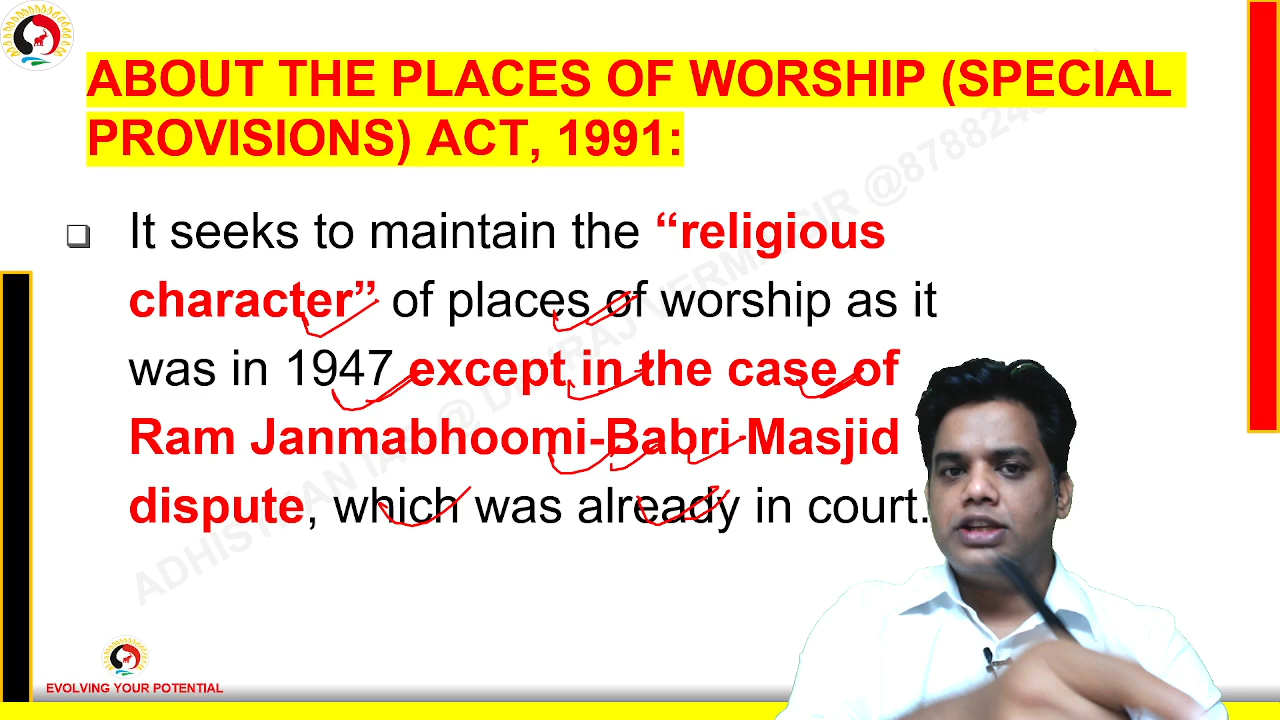 ABOUT THE PLACES OF WORSHIP (SPECIAL
PROVISIONS) ACT, 1991:
It seeks to maintain the “religious
character” of places of worship as it
was in 1947 except in the case of
Ram Janmabhoomi-Babri Masjid
dispute, which was already in court.
EVOLVING YOUR POTENTIAL